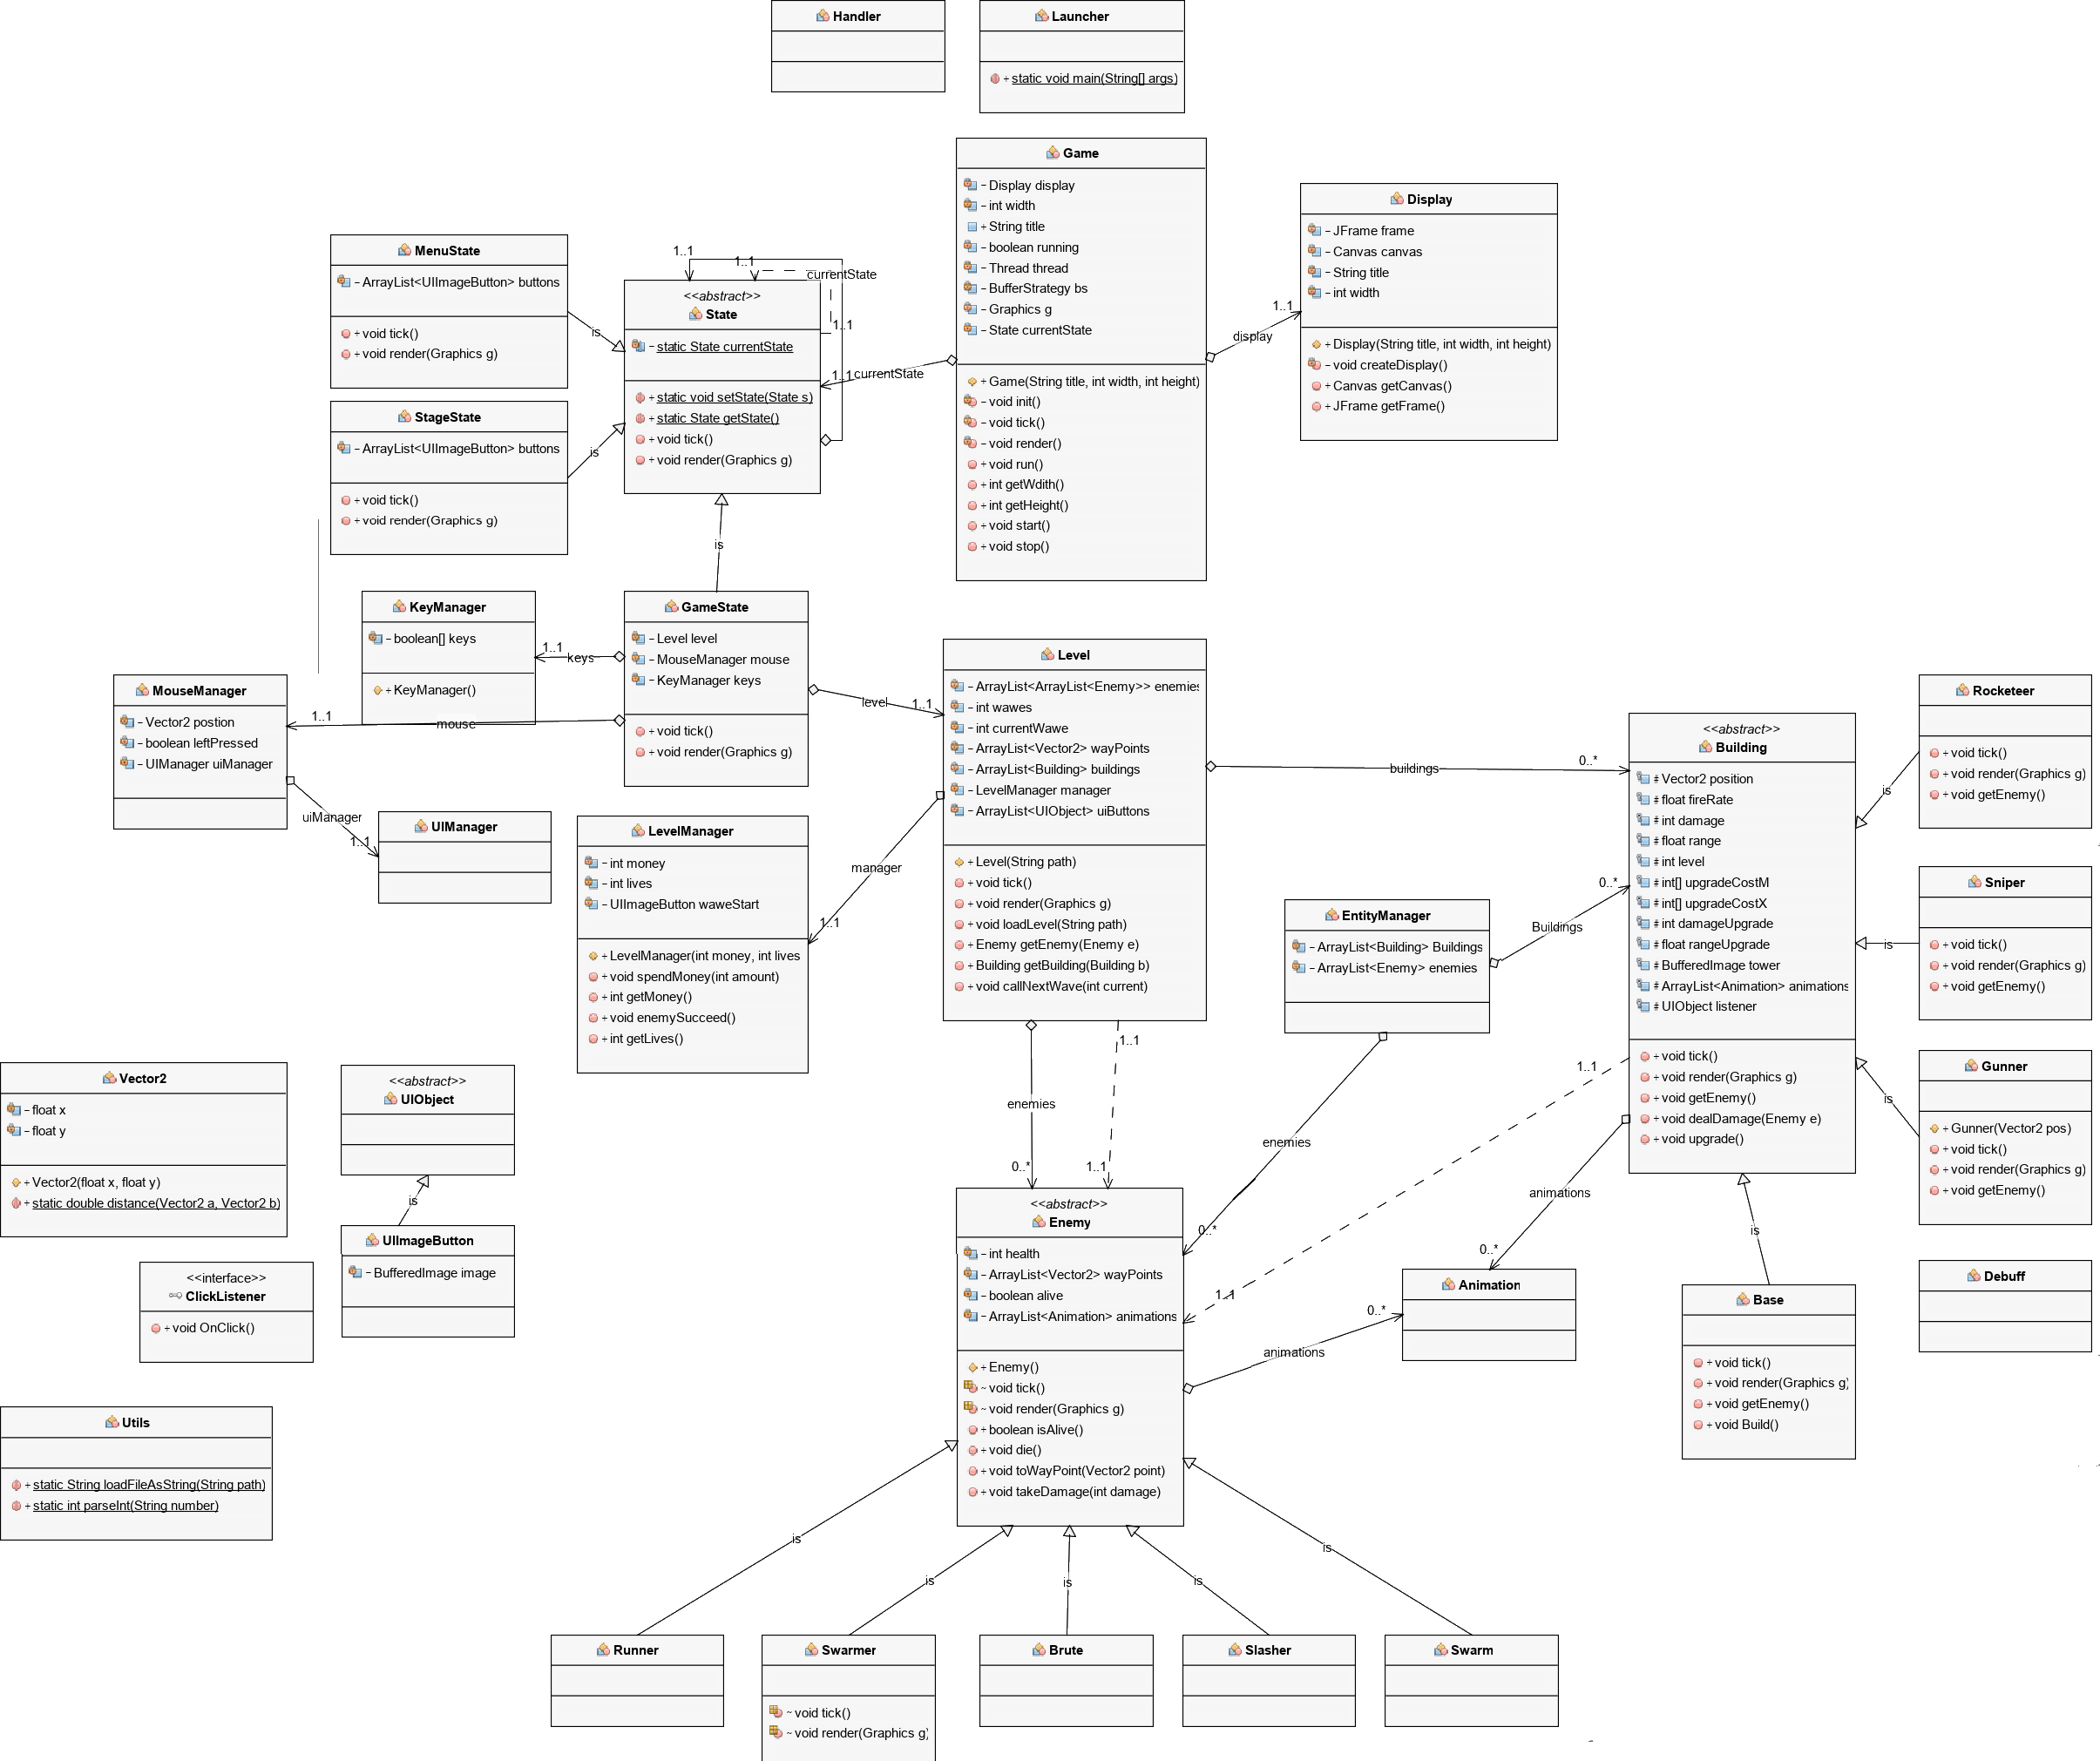 Handler
Launcher
+ static void main(String[] args)
Game
– Display display
– int width
+ String title
– boolean running
– Thread thread
– BufferStrategy bs
– Graphics g
– State currentState
+ Game(String title, int width, int height)
– void init()
– void tick()
– void render()
+ void run()
+ int getWdith()
+ int getHeight()
+ void start()
+ void stop()
Display
– JFrame frame
– Canvas canvas
– String title
– int width
+ Display(String title, int width, int height)
– void createDisplay()
+ Canvas getCanvas()
+ JFrame getFrame()
display
1..1
MenuState
– ArrayList<UIImageButton> buttons
+ void tick()
+ void render(Graphics g)
is
StageState
– ArrayList<UIImageButton> buttons
+ void tick()
+ void render(Graphics g)
is
1..1
1..1
currentState
1..1
<<abstract>>
State
– static State currentState
+ static void setState(State s)
+ static State getState()
+ void tick()
+ void render(Graphics g)
1..1
currentState
is
KeyManager
– boolean[] keys
+ KeyManager()
1..1
keys
GameState
– Level level
– MouseManager mouse
– KeyManager keys
+ void tick()
+ void render(Graphics g)
level
1..1
MouseManager
– Vector2 postion
– boolean leftPressed
– UIManager uiManager
1..1
mouse
uiManager
1..1
UIManager
LevelManager
– int money
– int lives
– UIImageButton waweStart
+ LevelManager(int money, int lives
+ void spendMoney(int amount)
+ int getMoney()
+ void enemySucceed()
+ int getLives()
manager
1..1
Level
– ArrayList<ArrayList<Enemy>> enemies
– int wawes
– int currentWawe
– ArrayList<Vector2> wayPoints
– ArrayList<Building> buildings
– LevelManager manager
– ArrayList<UIObject> uiButtons
+ Level(String path)
+ void tick()
+ void render(Graphics g)
+ void loadLevel(String path)
+ Enemy getEnemy(Enemy e)
+ Building getBuilding(Building b)
+ void callNextWave(int current)
buildings
0..*
EntityManager
– ArrayList<Building> Buildings
– ArrayList<Enemy> enemies
Buildings
0..*
<<abstract>>
Building
# Vector2 position
# float fireRate
# int damage
# float range
# int level
# int[] upgradeCostM
# int[] upgradeCostX
# int damageUpgrade
# float rangeUpgrade
# BufferedImage tower
# ArrayList<Animation> animations
# UIObject listener
+ void tick()
+ void render(Graphics g)
+ void getEnemy()
+ void dealDamage(Enemy e)
+ void upgrade()
Rocketeer
+ void tick()
+ void render(Graphics g)
+ void getEnemy()
is
Sniper
+ void tick()
+ void render(Graphics g)
+ void getEnemy()
is
Gunner
+ Gunner(Vector2 pos)
+ void tick()
+ void render(Graphics g)
+ void getEnemy()
is
Debuff
Base
+ void tick()
+ void render(Graphics g)
+ void getEnemy()
+ void Build()
is
Vector2
– float x
– float y
+ Vector2(float x, float y)
+ static double distance(Vector2 a, Vector2 b)
<<abstract>>
UIObject
is
UIImageButton
– BufferedImage image
<<interface>>
ClickListener
+ void OnClick()
Utils
+ static String loadFileAsString(String path)
+ static int parseInt(String number)
enemies
0..*
1..1
1..1
enemies
0..*
1..1
1..1
animations
0..*
Animation
animations
0..*
<<abstract>>
Enemy
– int health
– ArrayList<Vector2> wayPoints
– boolean alive
– ArrayList<Animation> animations
+ Enemy()
~ void tick()
~ void render(Graphics g)
+ boolean isAlive()
+ void die()
+ void toWayPoint(Vector2 point)
+ void takeDamage(int damage)
is
is
is
is
is
Runner
Swarmer
~ void tick()
~ void render(Graphics g)
Brute
Slasher
Swarm